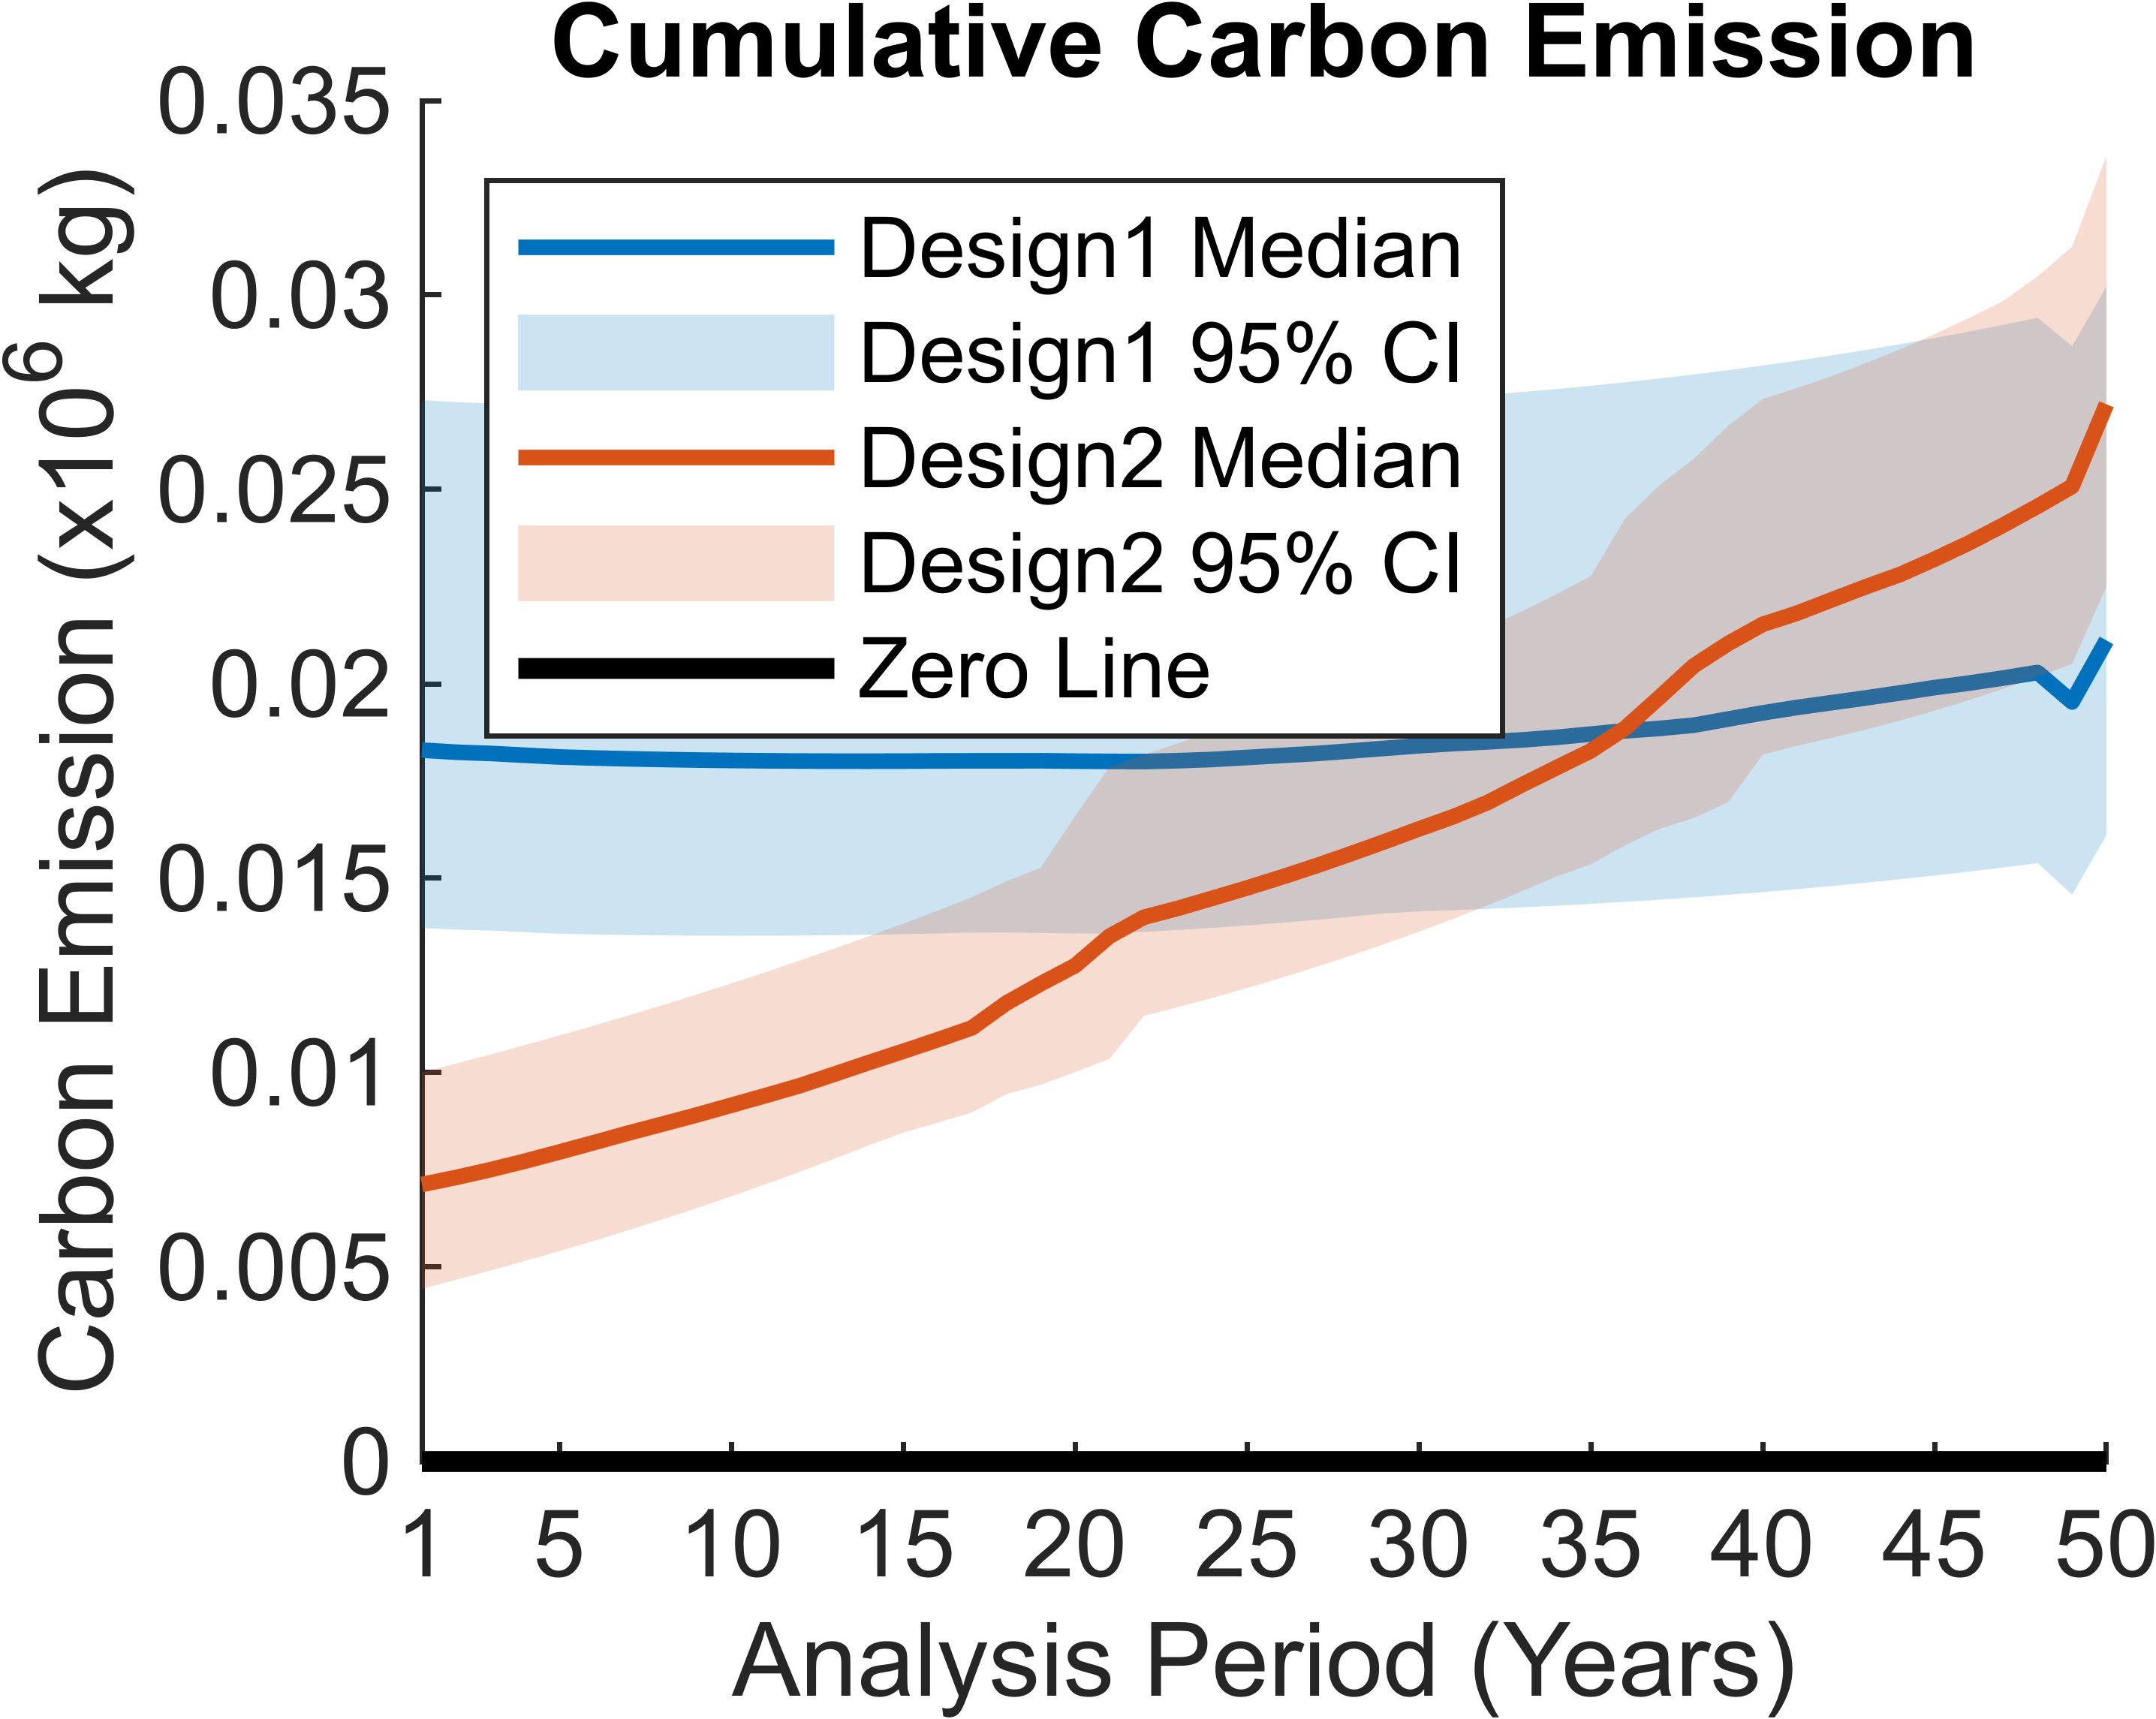 Cumulative Carbon Emission
Carbon Emission (x10⁶ kg)
0.035
0.03
0.025
0.02
0.015
0.01
0.005
0
Design1 Median
Design1 95% CI
Design2 Median
Design2 95% CI
Zero Line
1 5 10 15 20 25 30 35 40 45 50
Analysis Period (Years)